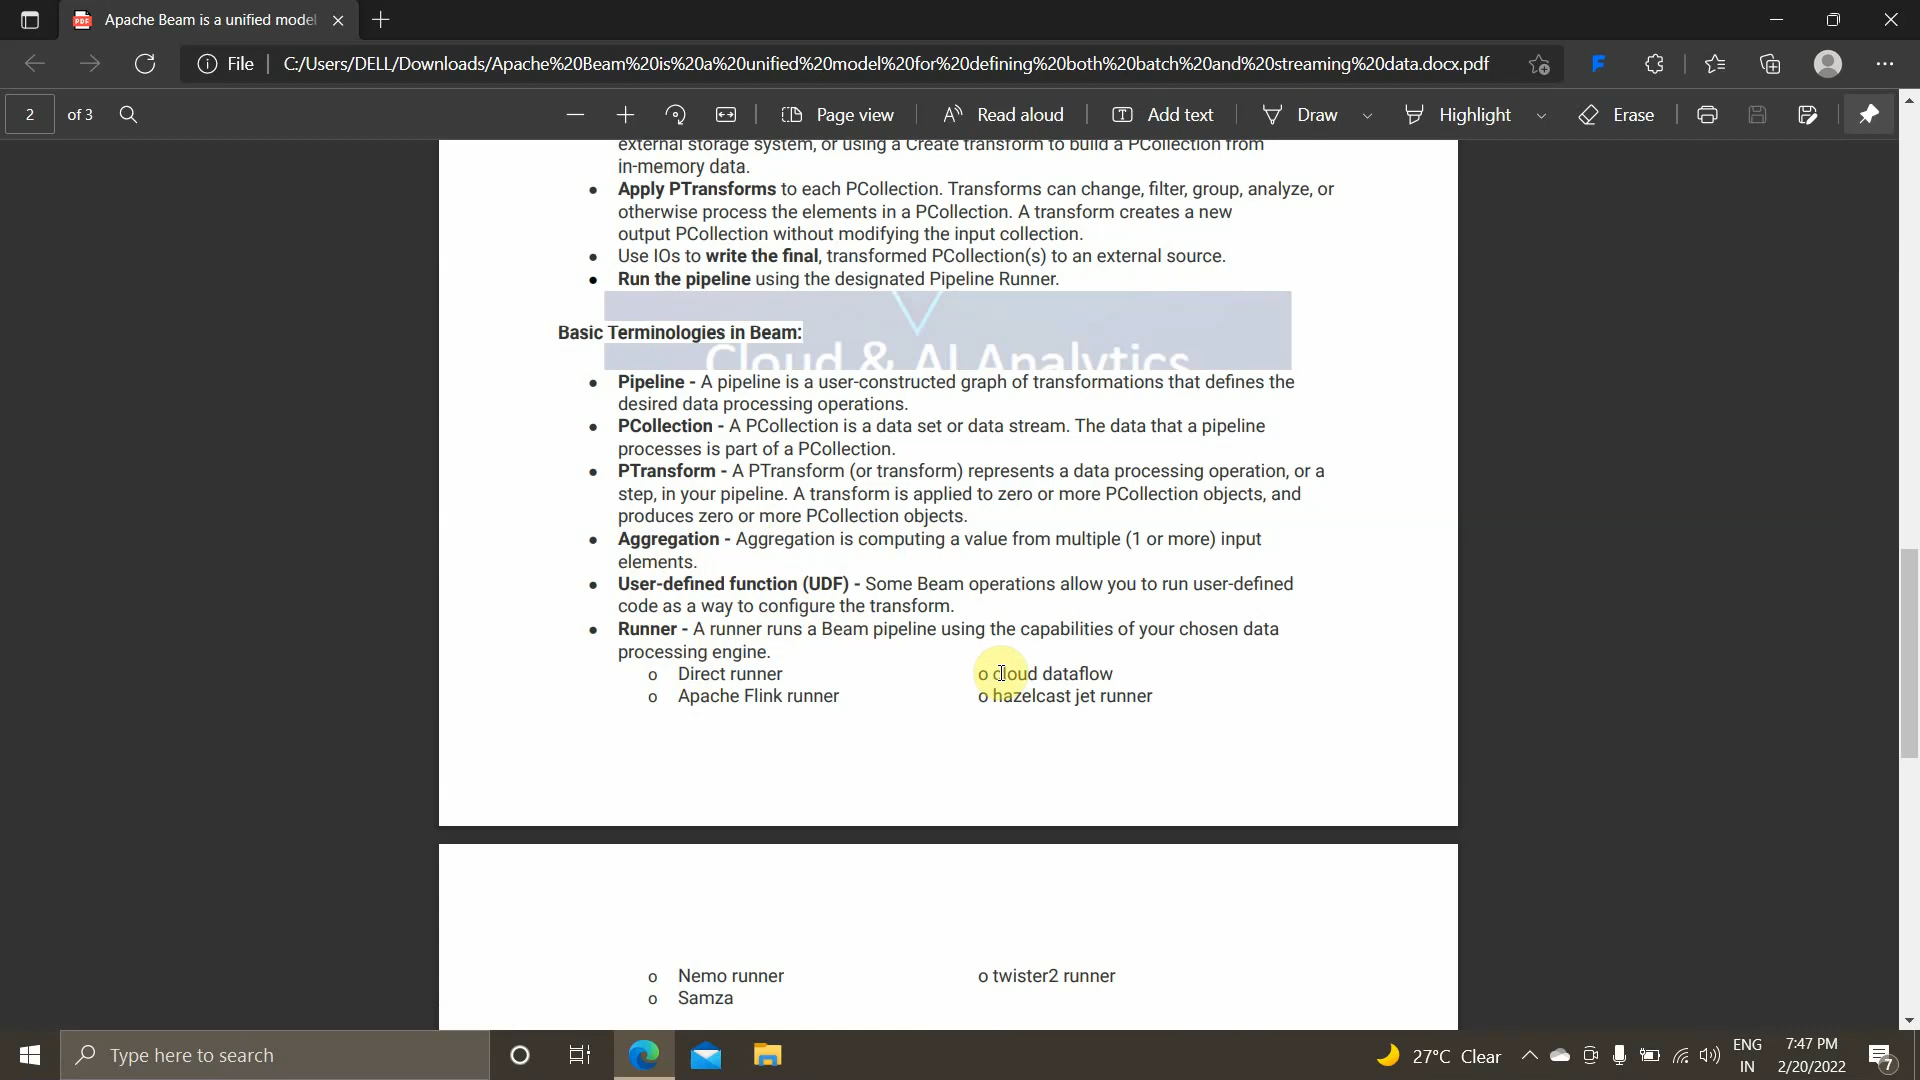 Apache Beam is a unified model
File
C:/Users/DELL/Downloads/Apache%20Beam%20is%20a%20unified%20model%20for%20defining%20both%20batch%20and%20streaming%20data.docx.pdf
2 of 3
Page view
Read aloud
Add text
Draw
Highlight
Erase
external storage system, or using a Create transform to build a PCollection from
in-memory data.
• Apply PTransforms to each PCollection. Transforms can change, filter, group, analyze, or
otherwise process the elements in a PCollection. A transform creates a new
output PCollection without modifying the input collection.
• Use IOs to write the final, transformed PCollection(s) to an external source.
• Run the pipeline using the designated Pipeline Runner.
Basic Terminologies in Beam:
Cloud & AI Analytics
• Pipeline - A pipeline is a user-constructed graph of transformations that defines the
desired data processing operations.
• PCollection - A PCollection is a data set or data stream. The data that a pipeline
processes is part of a PCollection.
• PTransform - A PTransform (or transform) represents a data processing operation, or a
step, in your pipeline. A transform is applied to zero or more PCollection objects, and
produces zero or more PCollection objects.
• Aggregation - Aggregation is computing a value from multiple (1 or more) input
elements.
• User-defined function (UDF) - Some Beam operations allow you to run user-defined
code as a way to configure the transform.
• Runner - A runner runs a Beam pipeline using the capabilities of your chosen data
processing engine.
o Direct runner o cloud dataflow
o Apache Flink runner o hazelcast jet runner
o Nemo runner o twister2 runner
o Samza
Type here to search
27°C Clear
ENG
IN
7:47 PM
2/20/2022
7